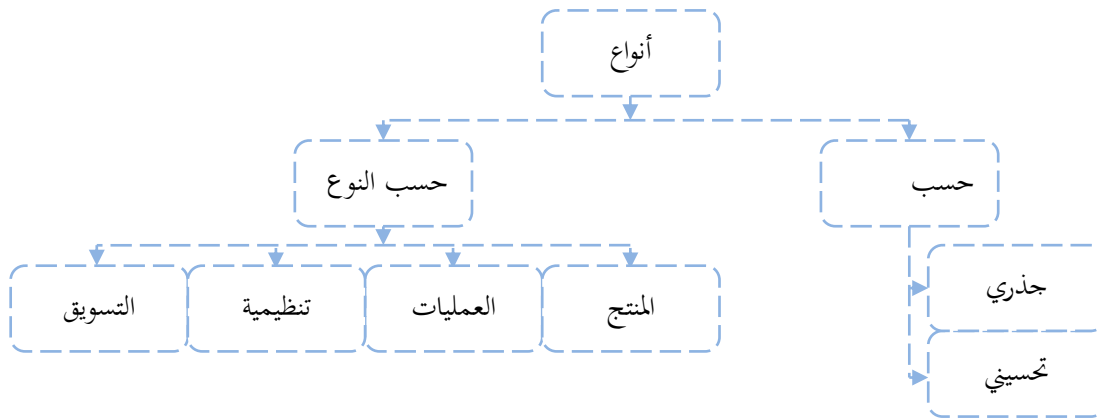 أنواع
حسب
حسب النوع
جذري
تحسيني
المنتج
العمليات
تنظيمية
التسويق